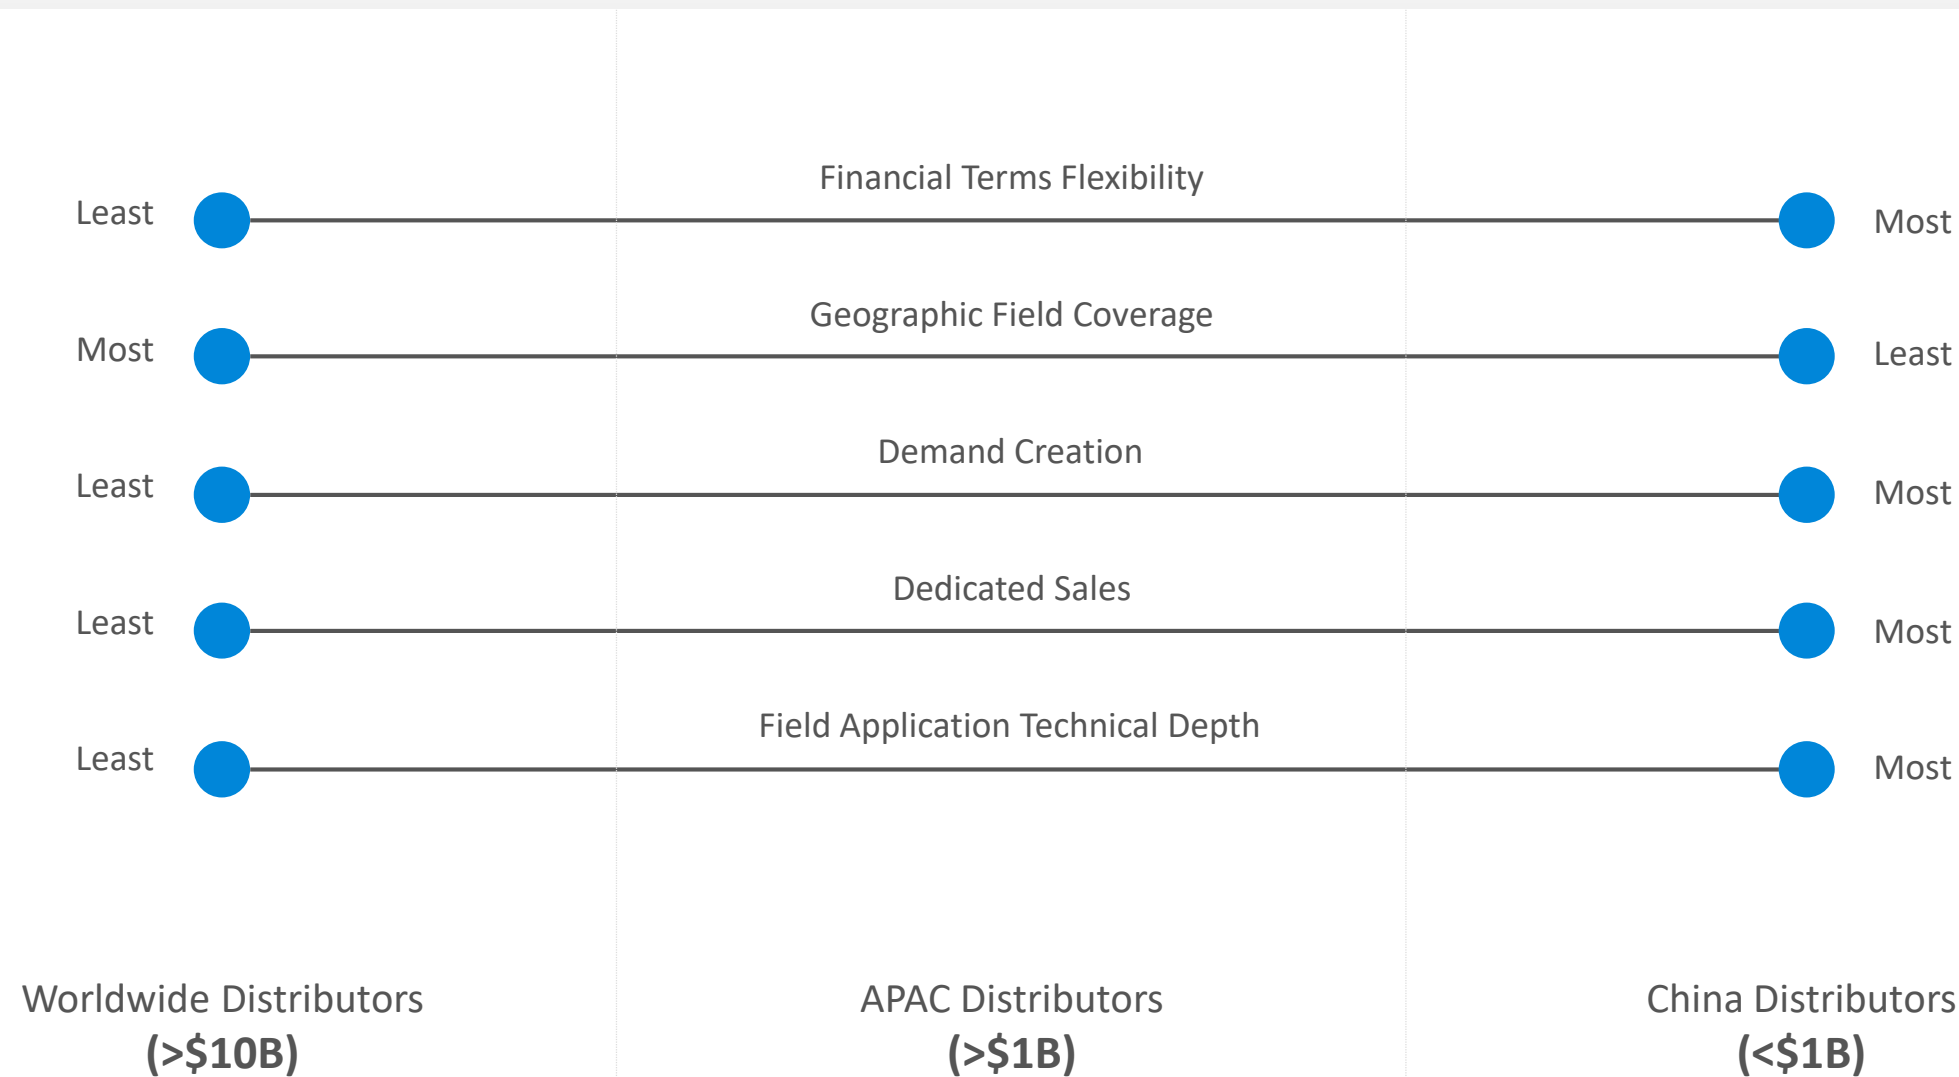 Financial Terms Flexibility
Least
Most
Geographic Field Coverage
Most
Least
Demand Creation
Least
Most
Dedicated Sales
Least
Most
Field Application Technical Depth
Least
Most
Worldwide Distributors
(>$10B)
APAC Distributors
(>$1B)
China Distributors
(<$1B)